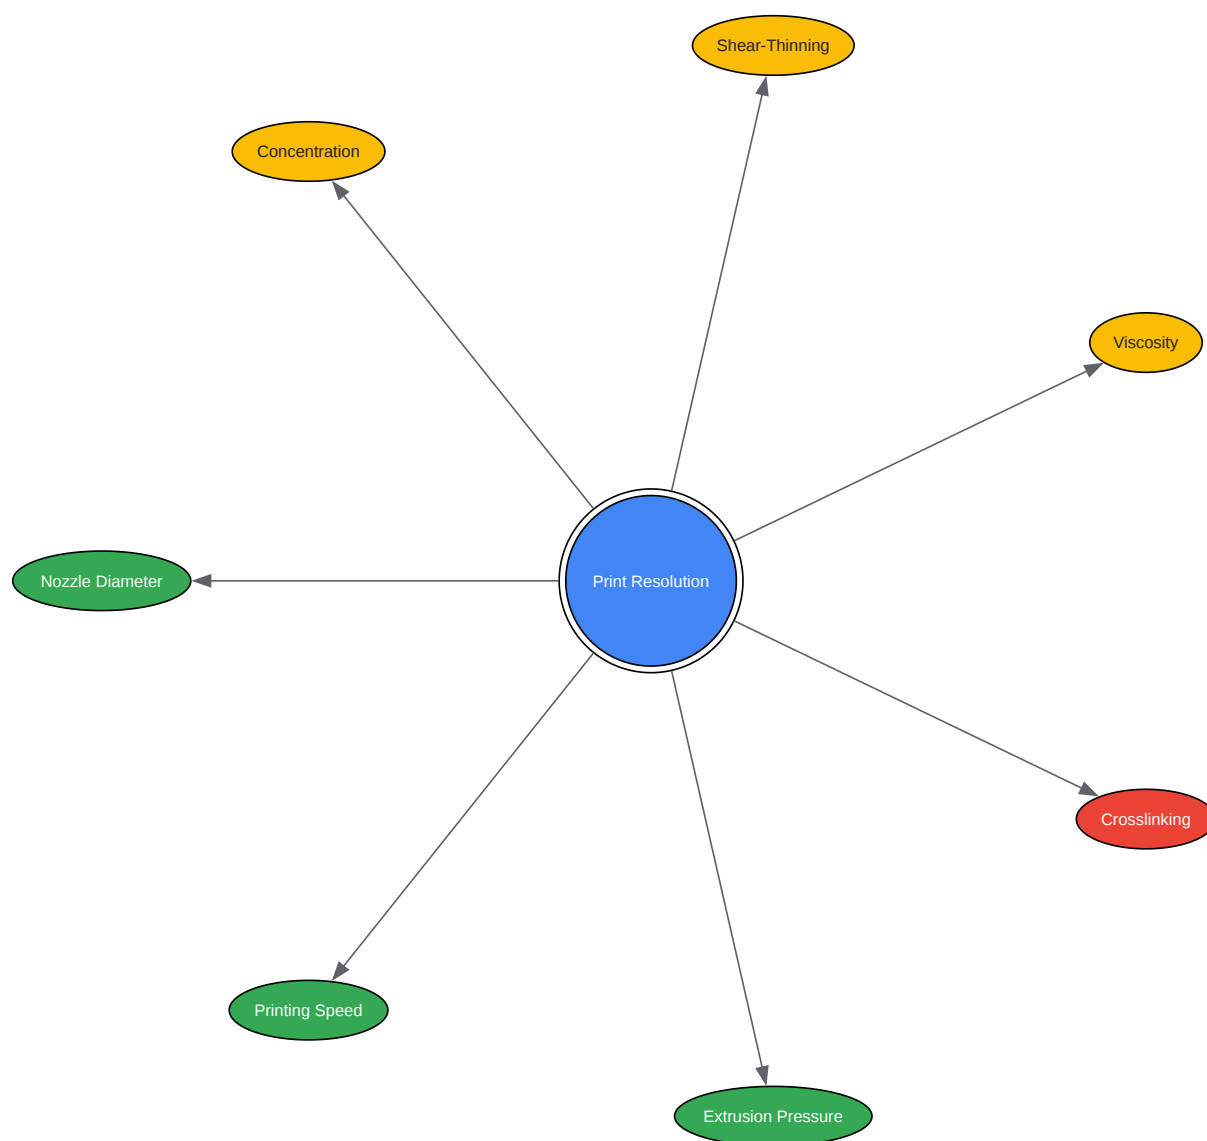 Shear-Thinning
Concentration
Viscosity
Nozzle Diameter
Print Resolution
Crosslinking
Printing Speed
Extrusion Pressure